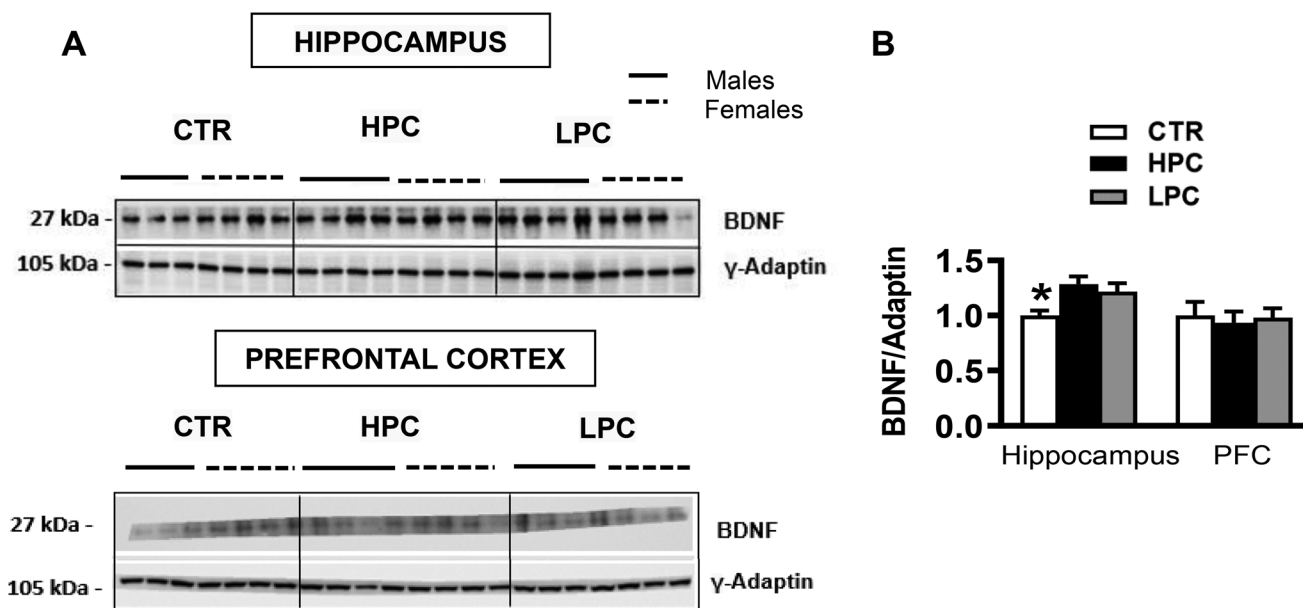 A
HIPPOCAMPUS
Males
Females
CTR HPC LPC
27 kDa - BDNF
105 kDa - γ-Adaptin
PREFRONTAL CORTEX
CTR HPC LPC
27 kDa - BDNF
105 kDa - γ-Adaptin
B
CTR
HPC
LPC
BDNF/Adaptin
1.5
1.0
0.5
0.0
*
Hippocampus PFC